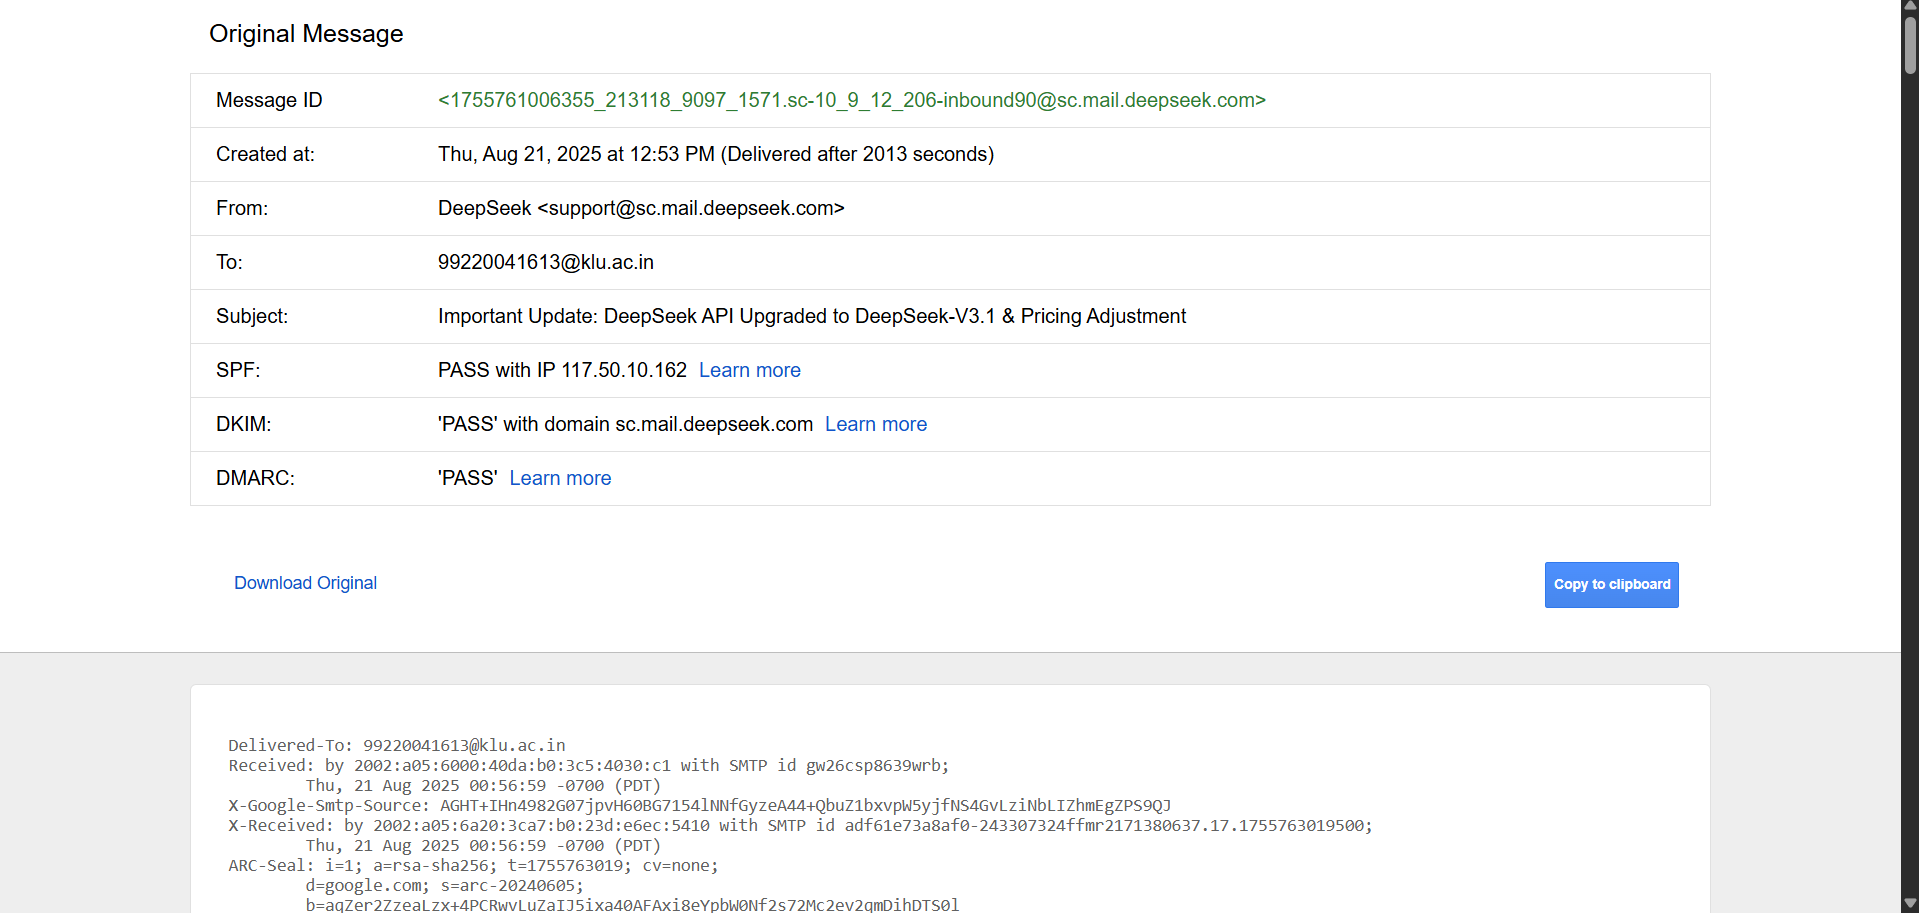 Original Message
Message ID <1755761006355_213118_9097_1571.sc-10_9_12_206-inbound90@sc.mail.deepseek.com>
Created at: Thu, Aug 21, 2025 at 12:53 PM (Delivered after 2013 seconds)
From: DeepSeek <support@sc.mail.deepseek.com>
To: 99220041613@klu.ac.in
Subject: Important Update: DeepSeek API Upgraded to DeepSeek-V3.1 & Pricing Adjustment
SPF: PASS with IP 117.50.10.162 Learn more
DKIM: 'PASS' with domain sc.mail.deepseek.com Learn more
DMARC: 'PASS' Learn more
Download Original Copy to clipboard
Delivered-To: 99220041613@klu.ac.in
Received: by 2002:a05:6000:40da:b0:3c5:4030:c1 with SMTP id gw26csp8639wrb;
Thu, 21 Aug 2025 00:56:59 -0700 (PDT)
X-Google-Smtp-Source: AGHT+IHn4982G07jpvH60BG7154lNNfGyzeA44+QbuZ1bxvpW5yjfNS4GvLziNbLIZhmEgZPS9QJ
X-Received: by 2002:a05:6a20:3ca7:b0:23d:e6ec:5410 with SMTP id adf61e73a8af0-243307324ffmr2171380637.17.1755763019500;
Thu, 21 Aug 2025 00:56:59 -0700 (PDT)
ARC-Seal: i=1; a=rsa-sha256; t=1755763019; cv=none;
d=google.com; s=arc-20240605;
b=aqZer2ZzeaLzx+4PCRwvLuZaIJ5ixa40AFAxi8eYpbW0Nf2s72Mc2ev2qmDihDTS0l